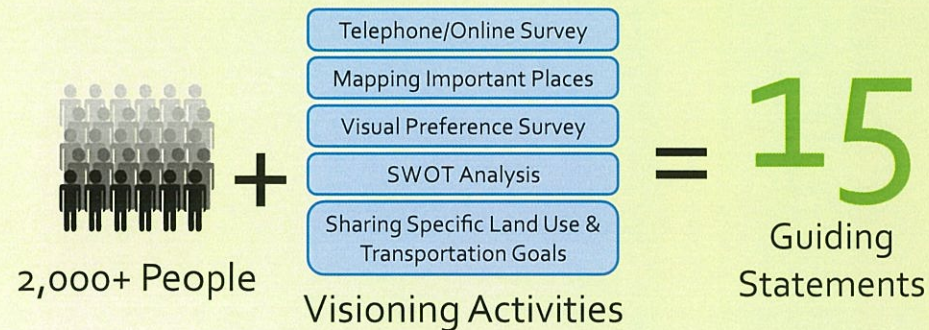 2,000+ People
+
Telephone/Online Survey
Mapping Important Places
Visual Preference Survey
SWOT Analysis
Sharing Specific Land Use &
Transportation Goals
Visioning Activities
=
15
Guiding
Statements